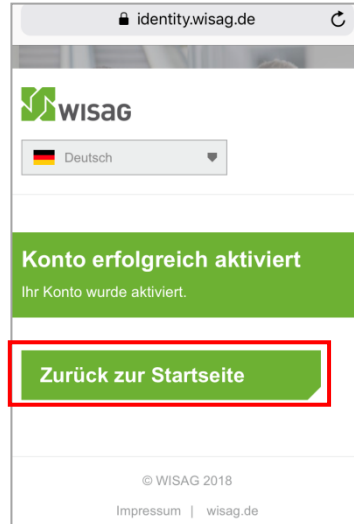 identity.wisag.de
wisag
Deutsch
Konto erfolgreich aktiviert
Ihr Konto wurde aktiviert.
Zurück zur Startseite
© WISAG 2018
Impressum | wisag.de